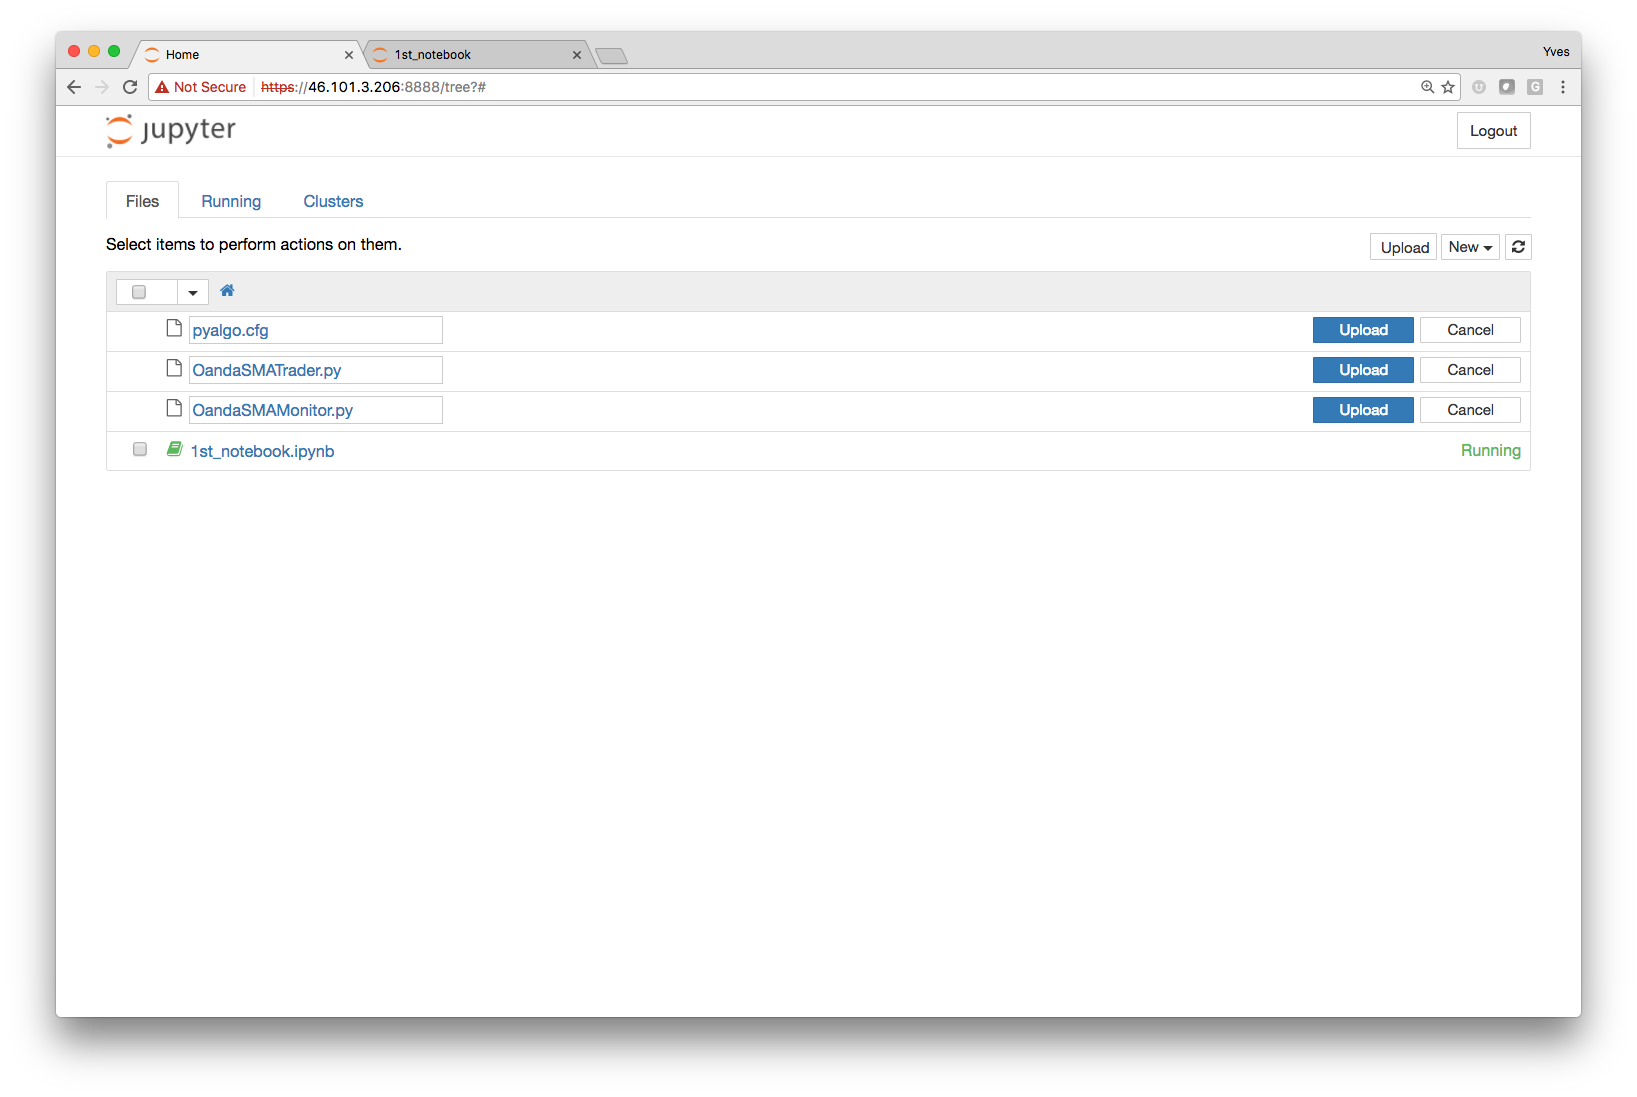 Home
1st_notebook
Yves
Not Secure https://46.101.3.206:8888/tree?#
jupyter
Logout
Files Running Clusters
Select items to perform actions on them.
Upload New
pyalgo.cfg Upload Cancel
OandaSMATrader.py Upload Cancel
OandaSMAMonitor.py Upload Cancel
1st_notebook.ipynb Running